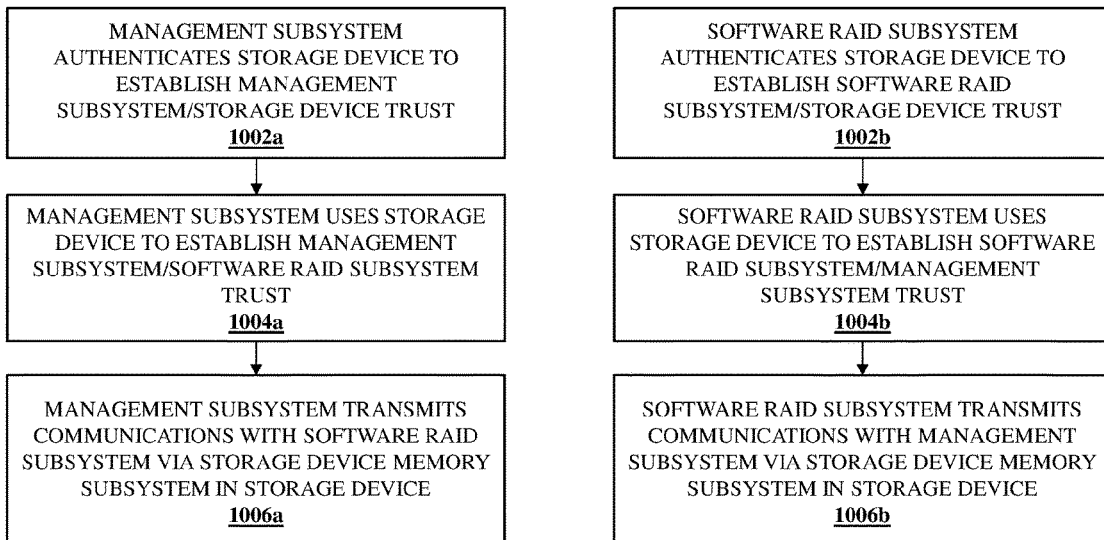 MANAGEMENT SUBSYSTEM
AUTHENTICATES STORAGE DEVICE TO
ESTABLISH MANAGEMENT
SUBSYSTEM/STORAGE DEVICE TRUST
1002a
MANAGEMENT SUBSYSTEM USES STORAGE
DEVICE TO ESTABLISH MANAGEMENT
SUBSYSTEM/SOFTWARE RAID SUBSYSTEM
TRUST
1004a
MANAGEMENT SUBSYSTEM TRANSMITS
COMMUNICATIONS WITH SOFTWARE RAID
SUBSYSTEM VIA STORAGE DEVICE MEMORY
SUBSYSTEM IN STORAGE DEVICE
1006a
SOFTWARE RAID SUBSYSTEM
AUTHENTICATES STORAGE DEVICE TO
ESTABLISH SOFTWARE RAID
SUBSYSTEM/STORAGE DEVICE TRUST
1002b
SOFTWARE RAID SUBSYSTEM USES
STORAGE DEVICE TO ESTABLISH SOFTWARE
RAID SUBSYSTEM/MANAGEMENT
SUBSYSTEM TRUST
1004b
SOFTWARE RAID SUBSYSTEM TRANSMITS
COMMUNICATIONS WITH MANAGEMENT
SUBSYSTEM VIA STORAGE DEVICE MEMORY
SUBSYSTEM IN STORAGE DEVICE
1006b